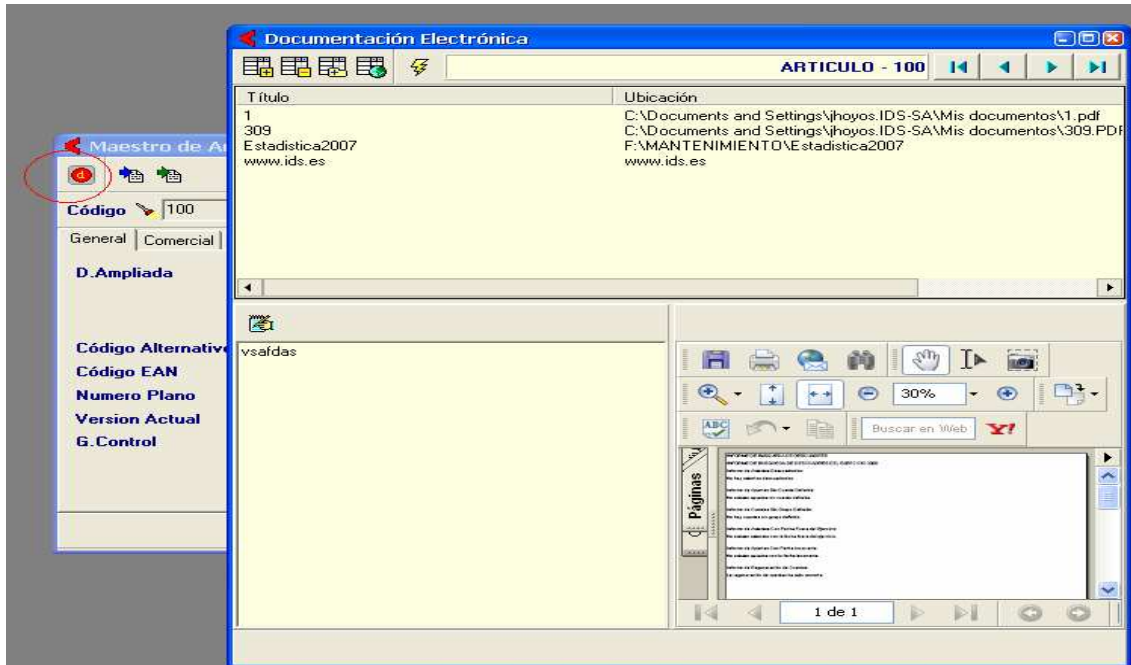 Documentación Electrónica
ARTICULO - 100
Título Ubicación
1 C:\Documents and Settings\jhoyos.IDS-SA\Mis documentos\1.pdf
309 C:\Documents and Settings\jhoyos.IDS-SA\Mis documentos\309.PDF
Estadistica2007 F:\MANTENIMIENTO\Estadistica2007
www.ids.es www.ids.es
Maestro de A
d
Código 100
General Comercial
D.Ampliada
Código Alternativo
Código EAN
Numero Plano
Version Actual
G.Control
vsafdas
30%
ABC
Buscar en Web Y!
Páginas
1 de 1